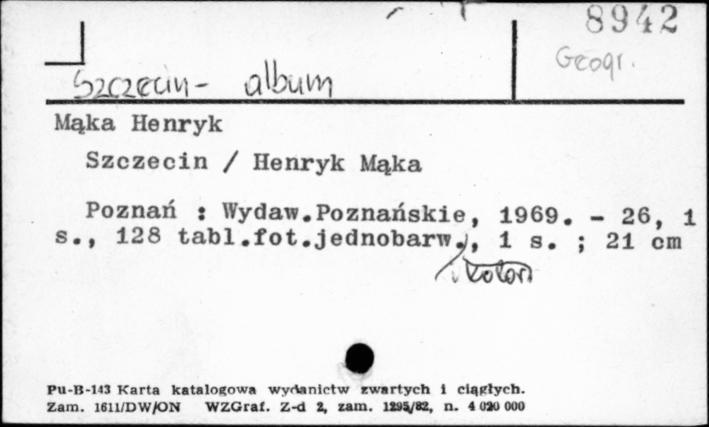 8942
Geogr.
Szczecin - album
Mąka Henryk
Szczecin / Henryk Mąka
Poznań : Wydaw.Poznańskie, 1969. - 26, 1
s., 128 tabl.fot.jednobarw., 1 s. ; 21 cm
i kolor.
Pu-B-143 Karta katalogowa wydanictw zwartych i ciągłych.
Zam. 1611/DW/ON WZGraf. Z-d 2, zam. 1295/82, n. 4 020 000